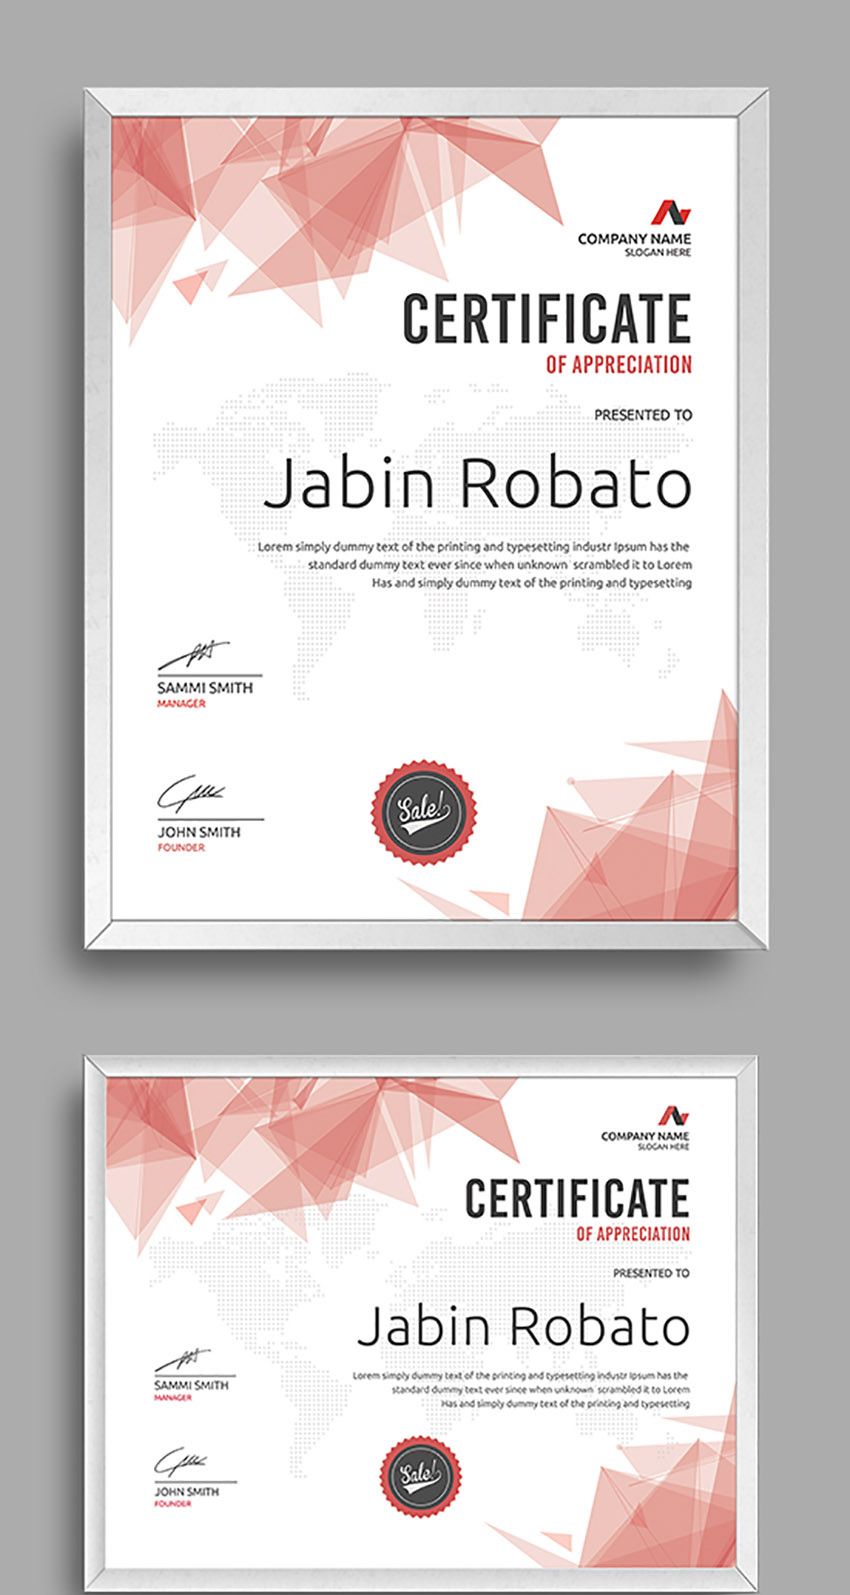 COMPANY NAME
SLOGAN HERE
CERTIFICATE
OF APPRECIATION
PRESENTED TO
Jabin Robato
Lorem simply dummy text of the printing and typesetting industr Ipsum has the
standard dummy text ever since when unknown scrambled it to Lorem
Has and simply dummy text of the printing and typesetting
SAMMI SMITH
MANAGER
JOHN SMITH
FOUNDER
Sale!
COMPANY NAME
SLOGAN HERE
CERTIFICATE
OF APPRECIATION
PRESENTED TO
Jabin Robato
Lorem simply dummy text of the printing and typesetting industr Ipsum has the
standard dummy text ever since when unknown scrambled it to Lorem
Has and simply dummy text of the printing and typesetting
SAMMI SMITH
MANAGER
JOHN SMITH
FOUNDER
Sale!